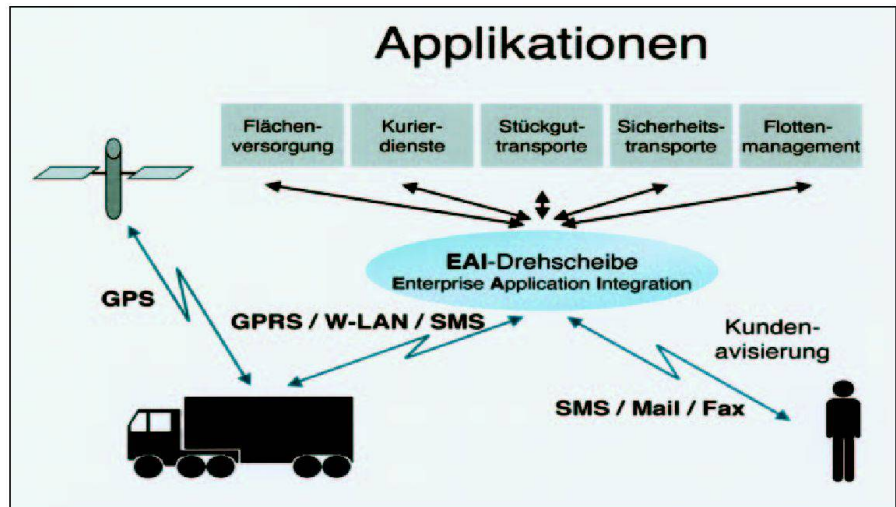 Applikationen
Flächen-
versorgung
Kurier-
dienste
Stückgut-
transporte
Sicherheits-
transporte
Flotten-
management
EAI-Drehscheibe
Enterprise Application Integration
GPS
GPRS / W-LAN / SMS
Kunden-
avisierung
SMS / Mail / Fax